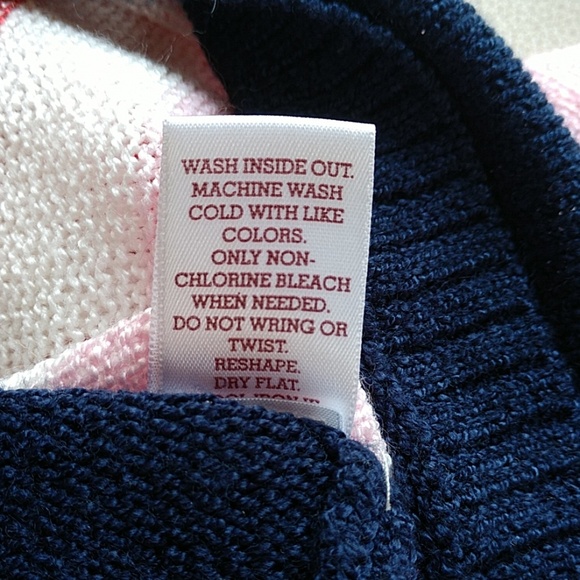 WASH INSIDE OUT.
MACHINE WASH
COLD WITH LIKE
COLORS.
ONLY NON-
CHLORINE BLEACH
WHEN NEEDED.
DO NOT WRING OR
TWIST.
RESHAPE.
DRY FLAT.